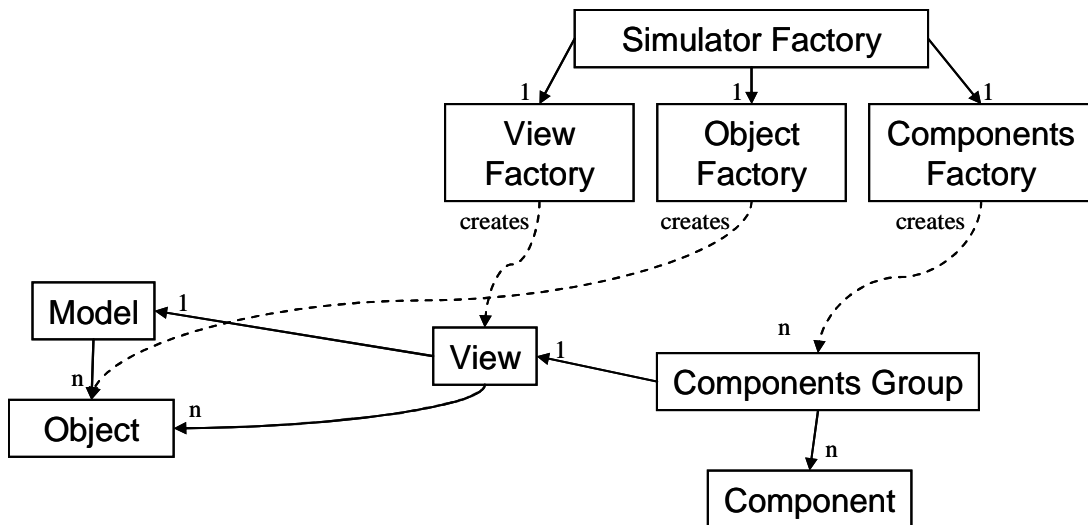 Simulator Factory
1
1
1
View
Factory
Object
Factory
Components
Factory
creates
creates
creates
Model
1
n
View
1
n
Components Group
n
n
Object
n
Component